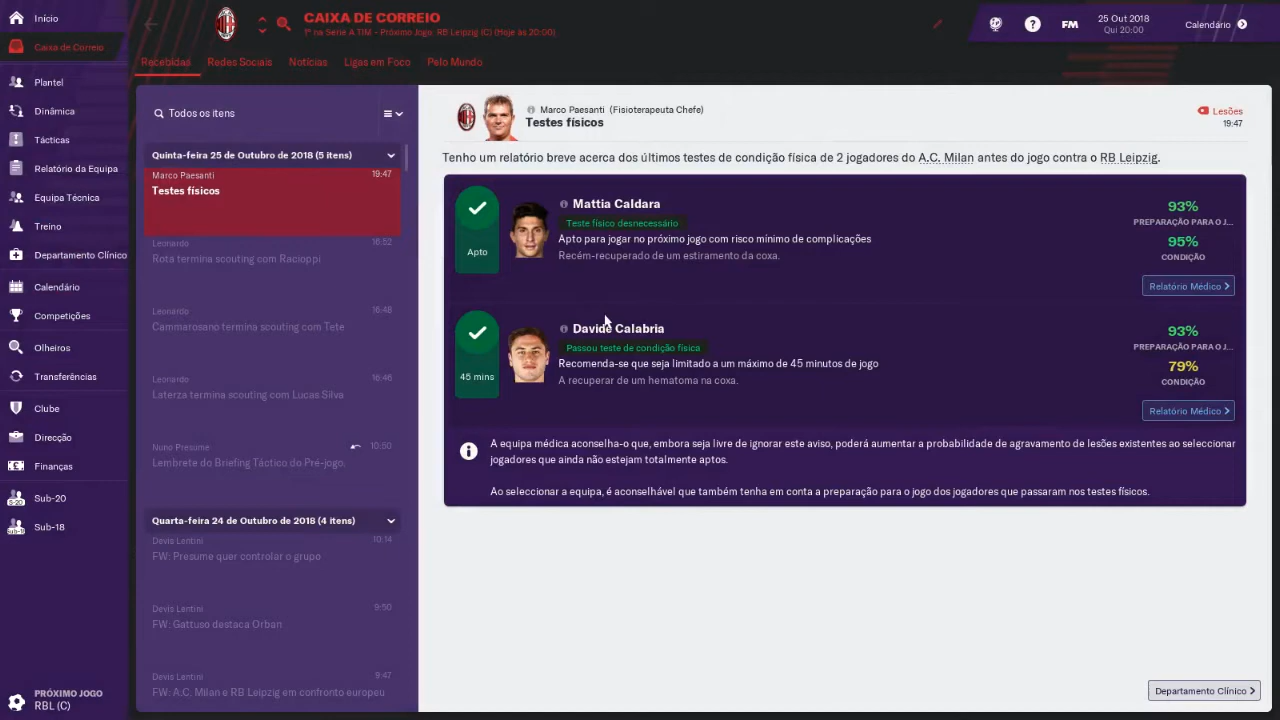 Início
Caixa de Correio
Plantel
Dinâmica
Tácticas
Relatório da Equipa
Equipa Técnica
Treino
Departamento Clínico
Calendário
Competições
Olheiros
Transferências
Clube
Direcção
Finanças
Sub-20
Sub-18
PRÓXIMO JOGO
RBL (C)
CAIXA DE CORREIO
1º na Serie A TIM - Próximo Jogo: RB Leipzig (C) (Hoje às 20:00)
FM
25 Out 2018
Qui 20:00
Calendário
Recebidas
Redes Sociais
Notícias
Ligas em Foco
Pelo Mundo
Todos os itens
Quinta-feira 25 de Outubro de 2018 (5 itens)
Marco Paesanti 19:47
Testes físicos
Leonardo 16:52
Rota termina scouting com Racioppi
Leonardo 16:48
Cammarosano termina scouting com Tete
Leonardo 16:46
Laterza termina scouting com Lucas Silva
Nuno Presume 10:50
Lembrete do Briefing Táctico do Pré-jogo.
Quarta-feira 24 de Outubro de 2018 (4 itens)
Devis Lentini 10:14
FW: Presume quer controlar o grupo
Devis Lentini 9:50
FW: Gattuso destaca Orban
Devis Lentini 9:47
FW: A.C. Milan e RB Leipzig em confronto europeu
Marco Paesanti (Fisioterapeuta Chefe)
Testes físicos
Lesões
19:47
Tenho um relatório breve acerca dos últimos testes de condição física de 2 jogadores do A.C. Milan antes do jogo contra o RB Leipzig.
Apto
Mattia Caldara
Teste físico desnecessário
Apto para jogar no próximo jogo com risco mínimo de complicações
Recém-recuperado de um estiramento da coxa.
93%
PREPARAÇÃO PARA O J...
95%
CONDIÇÃO
Relatório Médico
45 mins
Davide Calabria
Passou teste de condição física
Recomenda-se que seja limitado a um máximo de 45 minutos de jogo
A recuperar de um hematoma na coxa.
93%
PREPARAÇÃO PARA O J...
79%
CONDIÇÃO
Relatório Médico
A equipa médica aconselha-o que, embora seja livre de ignorar este aviso, poderá aumentar a probabilidade de agravamento de lesões existentes ao seleccionar
jogadores que ainda não estejam totalmente aptos.
Ao seleccionar a equipa, é aconselhável que também tenha em conta a preparação para o jogo dos jogadores que passaram nos testes físicos.
Departamento Clínico